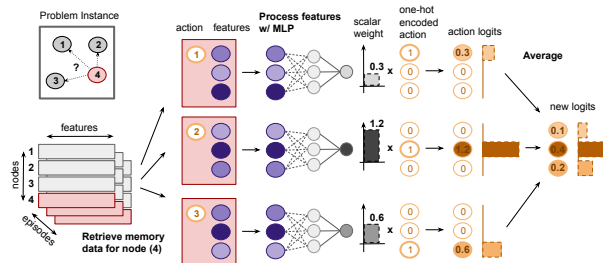 Problem Instance
1
2
3
4
?
features
nodes
episodes
1
2
3
4
Retrieve memory
data for node (4)
action
features
1
2
3
Process features
w/ MLP
scalar
weight
0.3
1.2
0.6
x
x
x
one-hot
encoded
action
1
0
0
0
1
0
0
0
1
action logits
0.3
0
0
0
1.2
0
0
0
0.6
Average
new logits
0.1
0.4
0.2